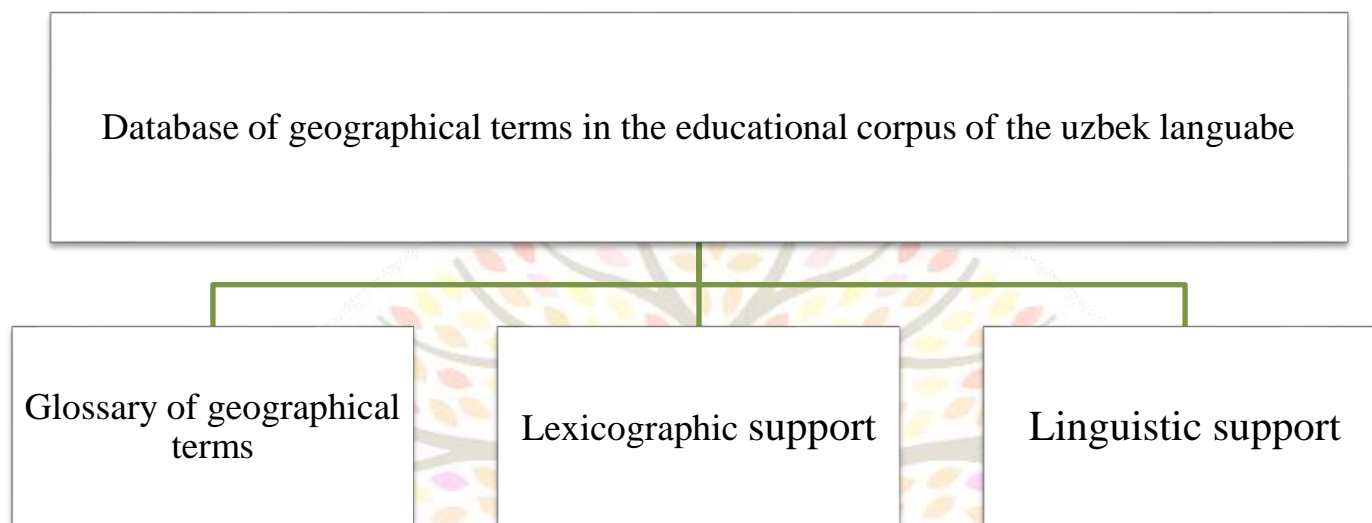 Database of geographical terms in the educational corpus of the uzbek languabe
Glossary of geographical
terms
Lexicographic support
Linguistic support